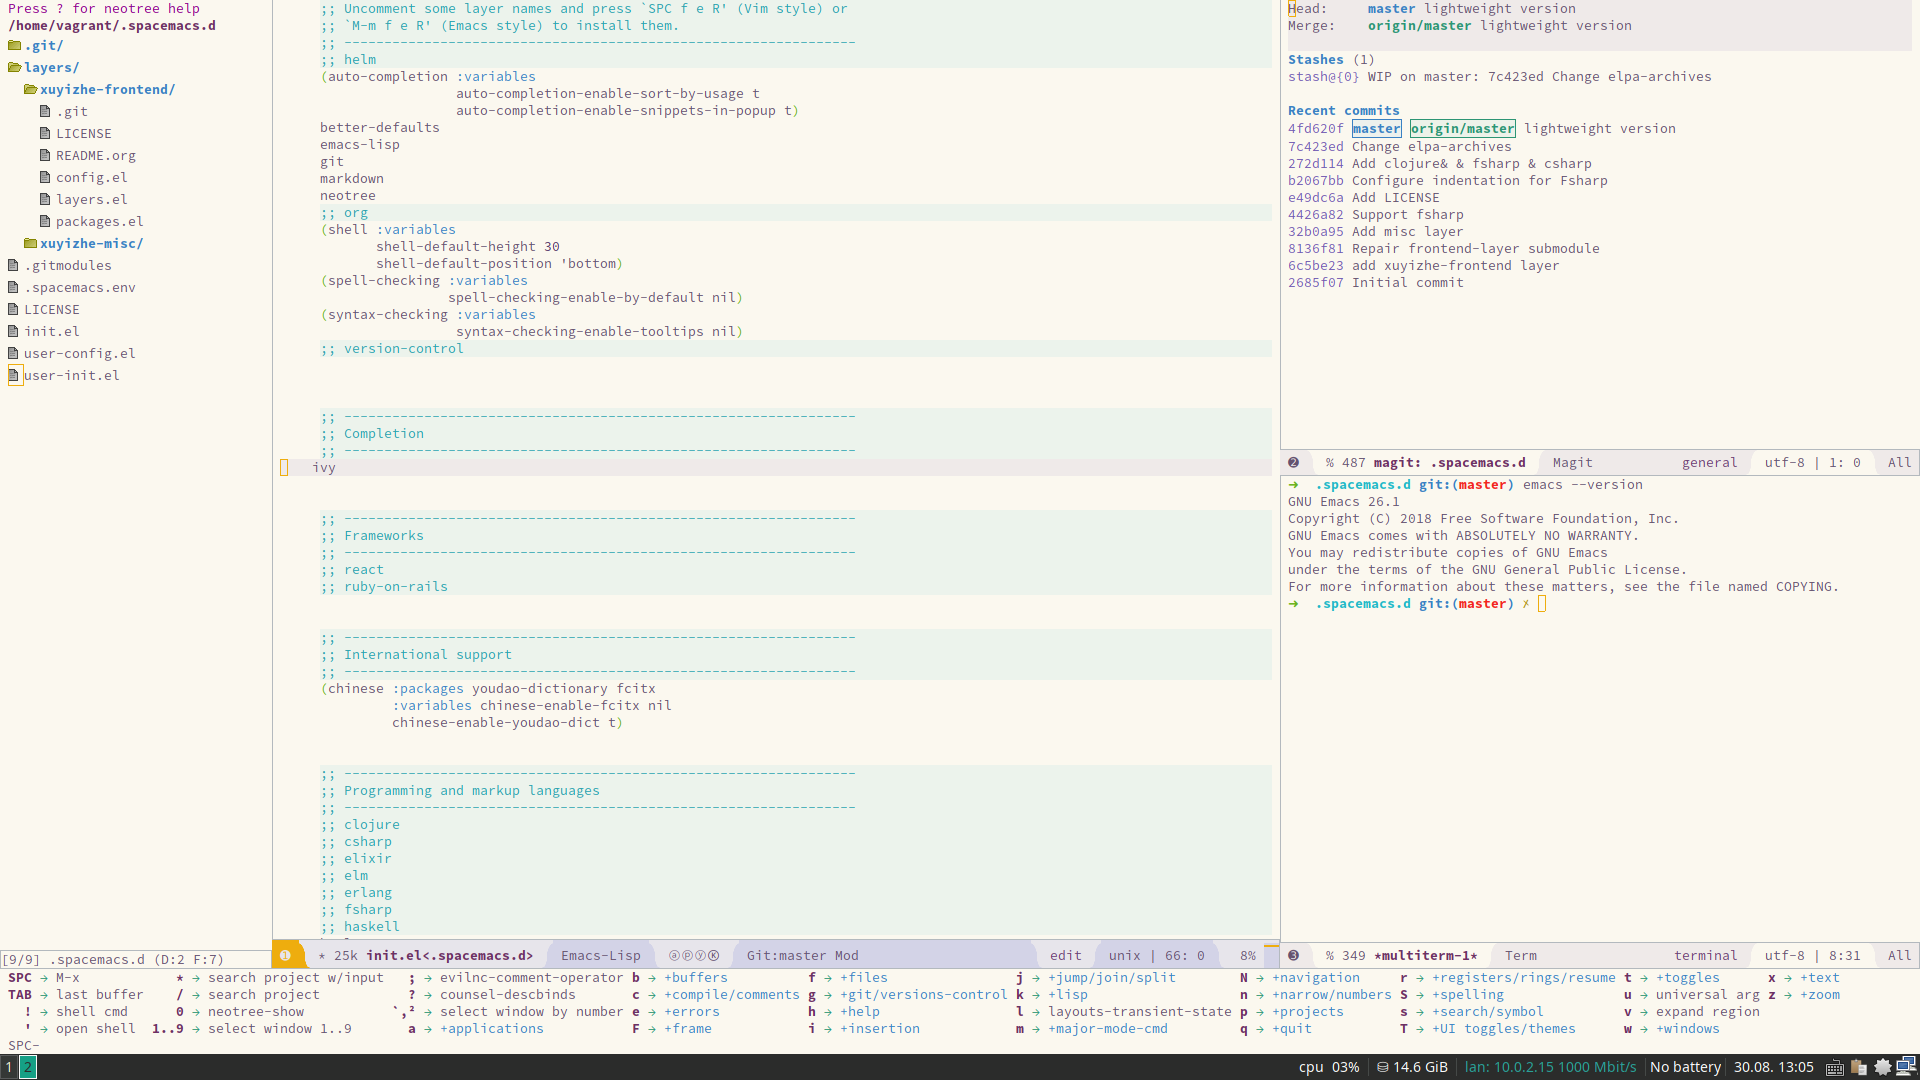 Press ? for neotree help
/home/vagrant/.spacemacs.d
.git/
layers/
xuyizhe-frontend/
.git
LICENSE
README.org
config.el
layers.el
packages.el
xuyizhe-misc/
.gitmodules
.spacemacs.env
LICENSE
init.el
user-config.el
user-init.el
[9/9] .spacemacs.d (D:2 F:7)
;; Uncomment some layer names and press `SPC f e R' (Vim style) or
;; `M-m f e R' (Emacs style) to install them.
;; ----------------------------------------------------------------
;; helm
(auto-completion :variables
auto-completion-enable-sort-by-usage t
auto-completion-enable-snippets-in-popup t)
better-defaults
emacs-lisp
git
markdown
neotree
;; org
(shell :variables
shell-default-height 30
shell-default-position 'bottom)
(spell-checking :variables
spell-checking-enable-by-default nil)
(syntax-checking :variables
syntax-checking-enable-tooltips nil)
;; version-control
;; ----------------------------------------------------------------
;; Completion
;; ----------------------------------------------------------------
ivy
;; ----------------------------------------------------------------
;; Frameworks
;; ----------------------------------------------------------------
;; react
;; ruby-on-rails
;; ----------------------------------------------------------------
;; International support
;; ----------------------------------------------------------------
(chinese :packages youdao-dictionary fcitx
:variables chinese-enable-fcitx nil
chinese-enable-youdao-dict t)
;; ----------------------------------------------------------------
;; Programming and markup languages
;; ----------------------------------------------------------------
;; clojure
;; csharp
;; elixir
;; elm
;; erlang
;; fsharp
;; haskell
❶ * 25k init.el<.spacemacs.d> Emacs-Lisp ⓐⓟⓨⓀ Git:master Mod edit unix | 66: 0 8%
Head: master lightweight version
Merge: origin/master lightweight version
Stashes (1)
stash@{0} WIP on master: 7c423ed Change elpa-archives
Recent commits
4fd620f master origin/master lightweight version
7c423ed Change elpa-archives
272d114 Add clojure& & fsharp & csharp
b2067bb Configure indentation for Fsharp
e49dc6a Add LICENSE
4426a82 Support fsharp
32b0a95 Add misc layer
8136f81 Repair frontend-layer submodule
6c5be23 add xuyizhe-frontend layer
2685f07 Initial commit
❷ % 487 magit: .spacemacs.d Magit general utf-8 | 1: 0 All
➜ .spacemacs.d git:(master) emacs --version
GNU Emacs 26.1
Copyright (C) 2018 Free Software Foundation, Inc.
GNU Emacs comes with ABSOLUTELY NO WARRANTY.
You may redistribute copies of GNU Emacs
under the terms of the GNU General Public License.
For more information about these matters, see the file named COPYING.
➜ .spacemacs.d git:(master) ✗
❸ % 349 *multiterm-1* Term terminal utf-8 | 8:31 All
SPC → M-x * → search project w/input ; → evilnc-comment-operator b → +buffers f → +files j → +jump/join/split N → +navigation r → +registers/rings/resume t → +toggles x → +text
TAB → last buffer / → search project ? → counsel-descbinds c → +compile/comments g → +git/versions-control k → +lisp n → +narrow/numbers S → +spelling u → universal arg z → +zoom
! → shell cmd 0 → neotree-show `,² → select window by number e → +errors h → +help l → layouts-transient-state p → +projects s → +search/symbol v → expand region
' → open shell 1..9 → select window 1..9 a → +applications F → +frame i → +insertion m → +major-mode-cmd q → +quit T → +UI toggles/themes w → +windows
SPC-
1 2 cpu 03% 14.6 GiB lan: 10.0.2.15 1000 Mbit/s No battery 30.08. 13:05